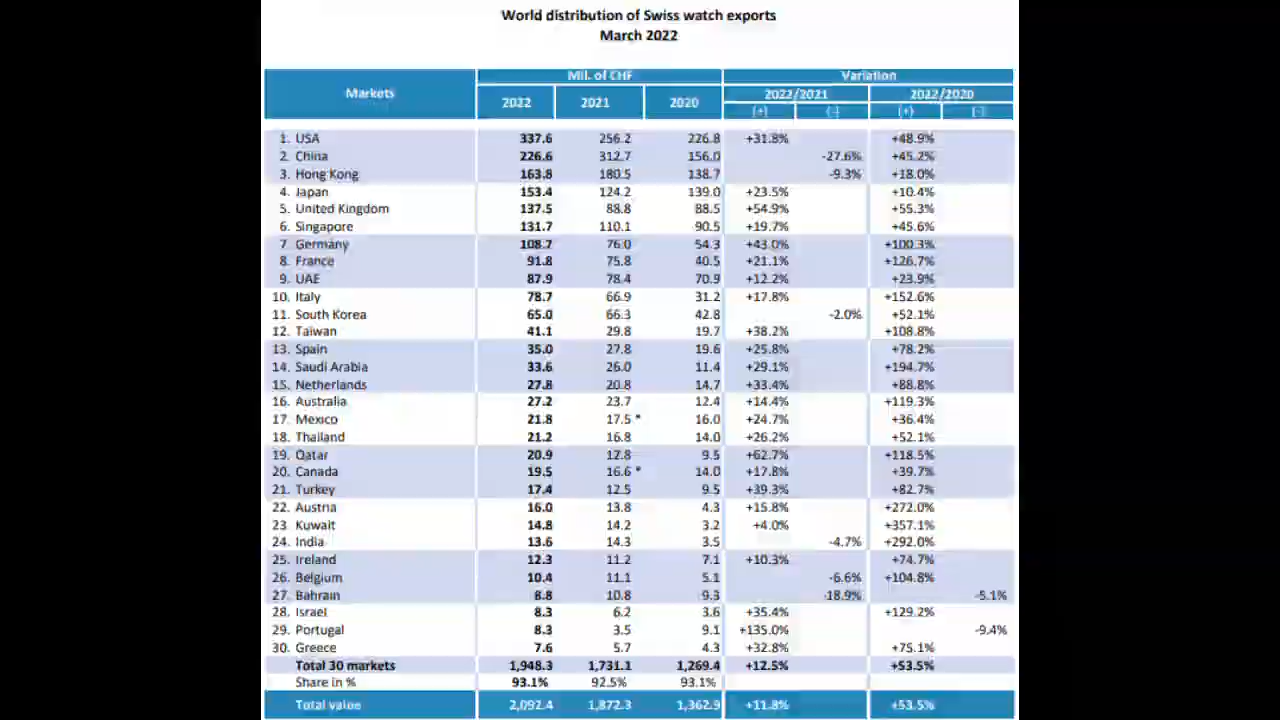 World distribution of Swiss watch exports
March 2022
Mil. of CHF Variation
Markets 2022 2021 2020 2022/2021 2022/2020
(+) (-) (+) (-)
1. USA 337.6 256.2 226.8 +31.8% +48.9%
2. China 226.6 312.7 156.0 -27.6% +45.2%
3. Hong Kong 163.8 180.5 138.7 -9.3% +18.0%
4. Japan 153.4 124.2 139.0 +23.5% +10.4%
5. United Kingdom 137.5 88.8 88.5 +54.9% +55.3%
6. Singapore 131.7 110.1 90.5 +19.7% +45.6%
7. Germany 108.7 76.0 54.3 +43.0% +100.3%
8. France 91.8 75.8 40.5 +21.1% +126.7%
9. UAE 87.9 78.4 70.9 +12.2% +23.9%
10. Italy 78.7 66.9 31.2 +17.8% +152.6%
11. South Korea 65.0 66.3 42.8 -2.0% +52.1%
12. Taiwan 41.1 29.8 19.7 +38.2% +108.8%
13. Spain 35.0 27.8 19.6 +25.8% +78.2%
14. Saudi Arabia 33.6 26.0 11.4 +29.1% +194.7%
15. Netherlands 27.8 20.8 14.7 +33.4% +88.8%
16. Australia 27.2 23.7 12.4 +14.4% +119.3%
17. Mexico 21.8 17.5 * 16.0 +24.7% +36.4%
18. Thailand 21.2 16.8 14.0 +26.2% +52.1%
19. Qatar 20.9 12.8 9.5 +62.7% +118.5%
20. Canada 19.5 16.6 * 14.0 +17.8% +39.7%
21. Turkey 17.4 12.5 9.5 +39.3% +82.7%
22. Austria 16.0 13.8 4.3 +15.8% +272.0%
23. Kuwait 14.8 14.2 3.2 +4.0% +357.1%
24. India 13.6 14.3 3.5 -4.7% +292.0%
25. Ireland 12.3 11.2 7.1 +10.3% +74.7%
26. Belgium 10.4 11.1 5.1 -6.6% +104.8%
27. Bahrain 8.8 10.8 9.3 -18.9% -5.1%
28. Israel 8.3 6.2 3.6 +35.4% +129.2%
29. Portugal 8.3 3.5 9.1 +135.0% -9.4%
30. Greece 7.6 5.7 4.3 +32.8% +75.1%
Total 30 markets 1,948.3 1,731.1 1,269.4 +12.5% +53.5%
Share in % 93.1% 92.5% 93.1%
Total value 2,092.4 1,872.3 1,362.9 +11.8% +53.5%